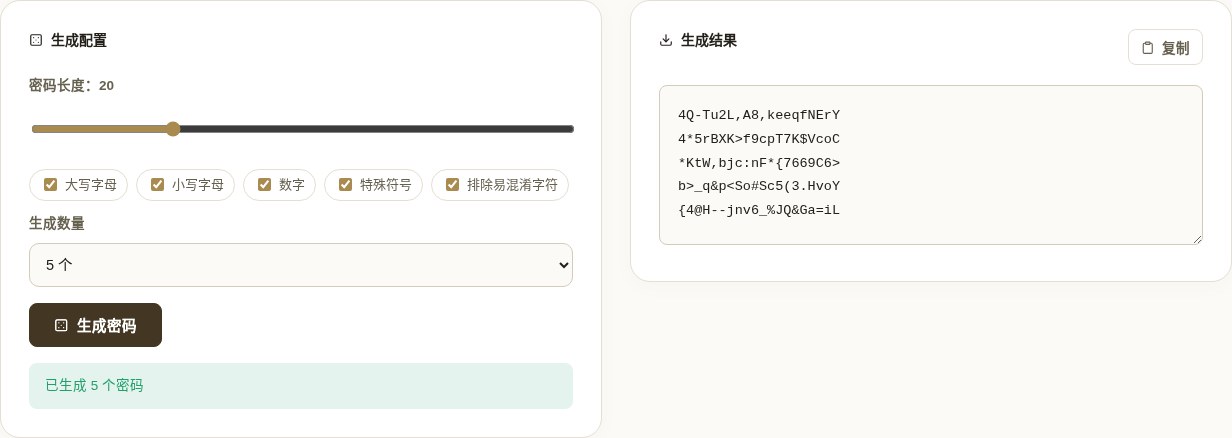 生成配置
密码长度：20
大写字母 小写字母 数字 特殊符号 排除易混淆字符
生成数量
5 个
生成密码
已生成 5 个密码
生成结果
复制
4Q-Tu2L,A8,keeqfNErY
4*5rBXK>f9cpT7K$VcoC
*KtW,bjc:nF*{7669C6>
b>_q&p<So#Sc5(3.HvoY
{4@H--jnv6_%JQ&Ga=iL